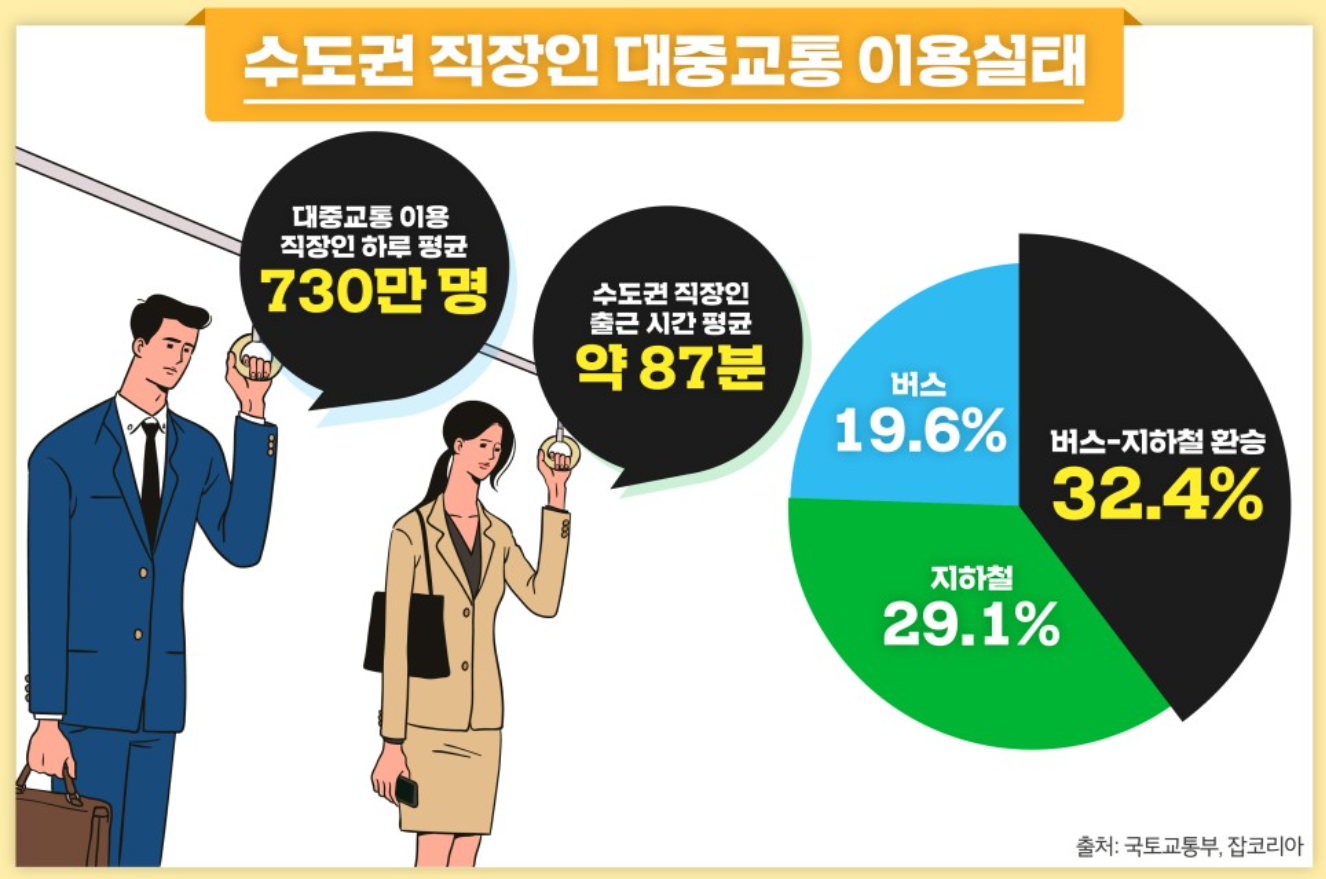 수도권 직장인 대중교통 이용실태
대중교통 이용
직장인 하루 평균
730만 명
수도권 직장인
출근 시간 평균
약 87분
버스
19.6%
버스-지하철 환승
32.4%
지하철
29.1%
출처: 국토교통부, 잡코리아